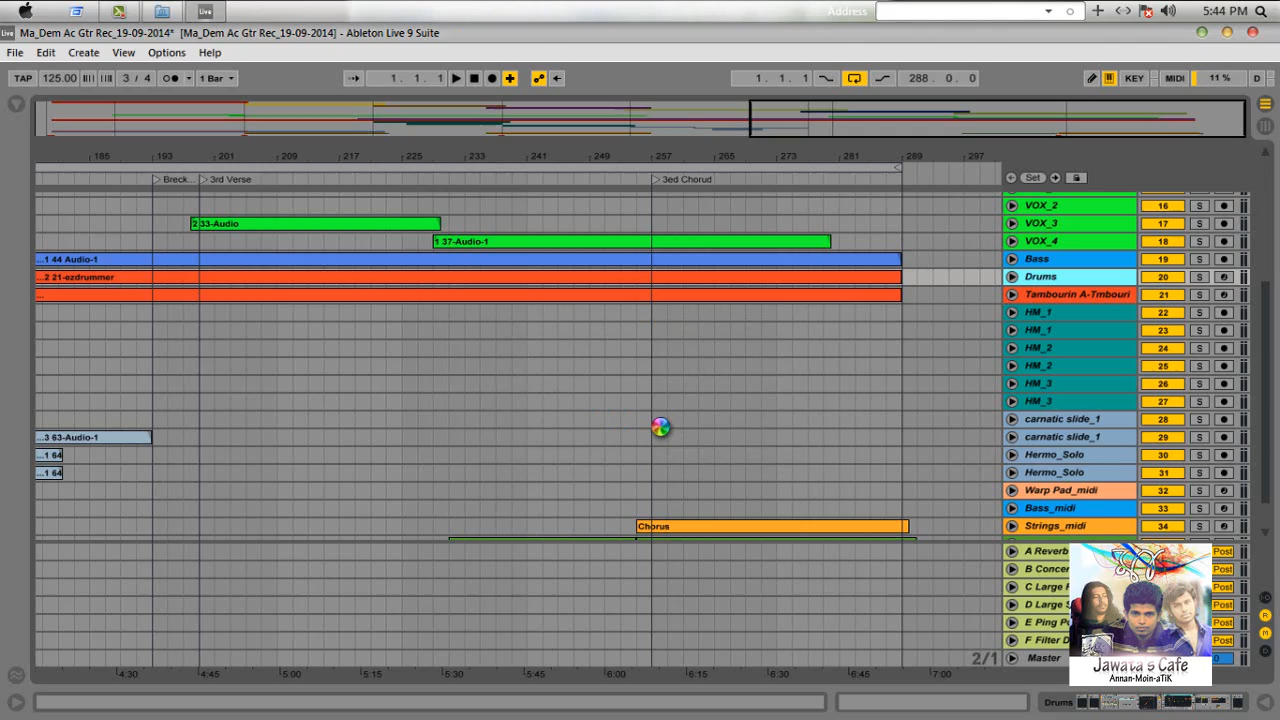 Address
5:44 PM
Live
Ma_Dem Ac Gtr Rec_19-09-2014* [Ma_Dem Ac Gtr Rec_19-09-2014] - Ableton Live 9 Suite
File Edit Create View Options Help
TAP 125.00 3 / 4 1 Bar 1. 1. 1 1. 1. 1 288. 0. 0 KEY MIDI 11 % D
185 193 201 209 217 225 233 241 249 257 265 273 281 289 297
Breck... 3rd Verse 3ed Chorud Set
VOX_2 16 S
2 33-Audio VOX_3 17 S
1 37-Audio-1 VOX_4 18 S
...1 44 Audio-1 Bass 19 S
...2 21-ezdrummer Drums 20 S
... Tambourin A-Tmbouri 21 S
HM_1 22 S
HM_1 23 S
HM_2 24 S
HM_2 25 S
HM_3 26 S
HM_3 27 S
carnatic slide_1 28 S
...3 63-Audio-1 carnatic slide_1 29 S
...1 64 Hermo_Solo 30 S
...1 64 Hermo_Solo 31 S
Warp Pad_midi 32 S
Bass_midi 33 S
Chorus Strings_midi 34 S
A Reverb Post
B Concer Post
C Large Post
D Large Post
E Ping Post
F Filter Post
2/1 Master 0
4:30 4:45 5:00 5:15 5:30 5:45 6:00 6:15 6:30 6:45 7:00
Jawata's Cafe
Annan-Moin-aTiK
Drums